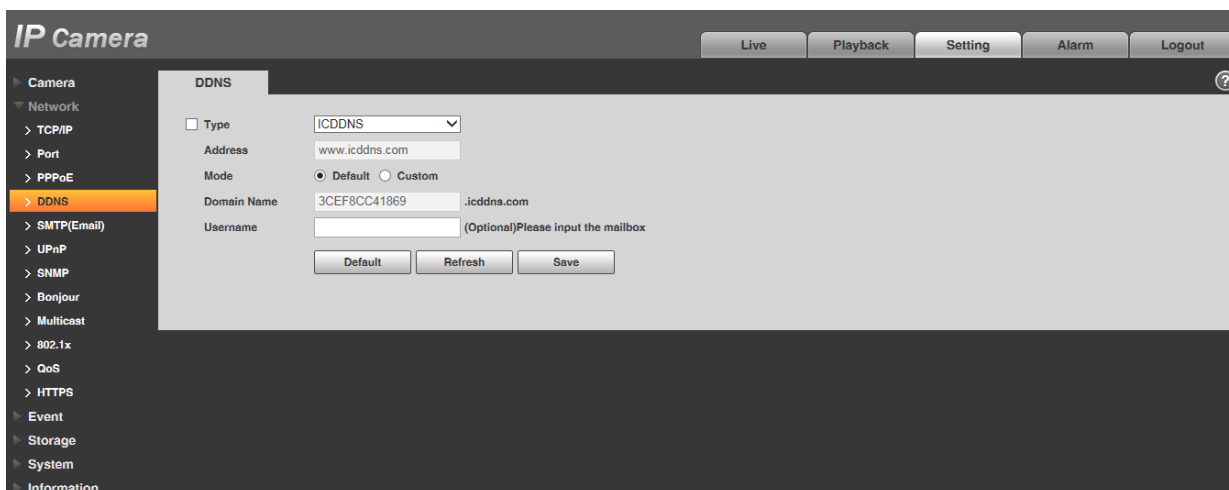 IP Camera
Live Playback Setting Alarm Logout
Camera
Network
TCP/IP
Port
PPPoE
DDNS
SMTP(Email)
UPnP
SNMP
Bonjour
Multicast
802.1x
QoS
HTTPS
Event
Storage
System
Information
DDNS
?
Type ICDDNS
Address www.icddns.com
Mode Default Custom
Domain Name 3CEF8CC41869 .icddns.com
Username (Optional)Please input the mailbox
Default Refresh Save